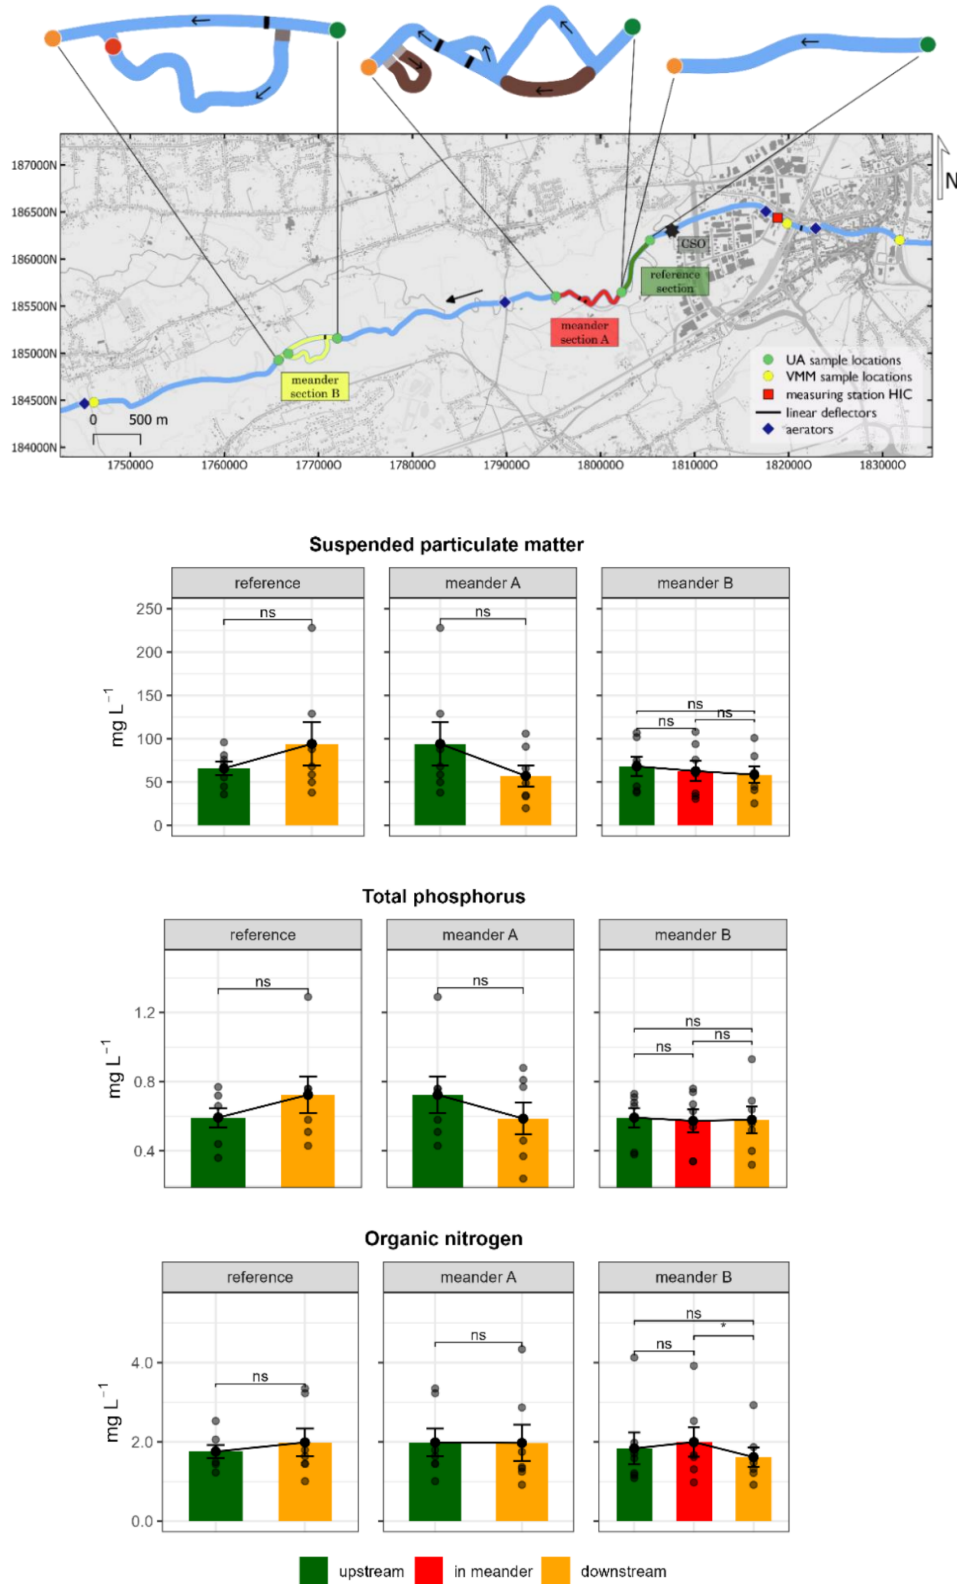 187000N
186500N
186000N
185500N
185000N
184500N
184000N
N
CSO
reference
section
meander
section A
meander
section B
0 500 m
UA sample locations
VMM sample locations
measuring station HIC
linear deflectors
aerators
1750000 1760000 1770000 1780000 1790000 1800000 1810000 1820000 1830000
Suspended particulate matter
reference meander A meander B
250
200
150
100
50
0
mg L⁻¹
ns ns ns ns ns
Total phosphorus
reference meander A meander B
1.2
0.8
0.4
mg L⁻¹
ns ns ns ns ns
Organic nitrogen
reference meander A meander B
4.0
2.0
0.0
mg L⁻¹
ns ns ns ns *
upstream in meander downstream